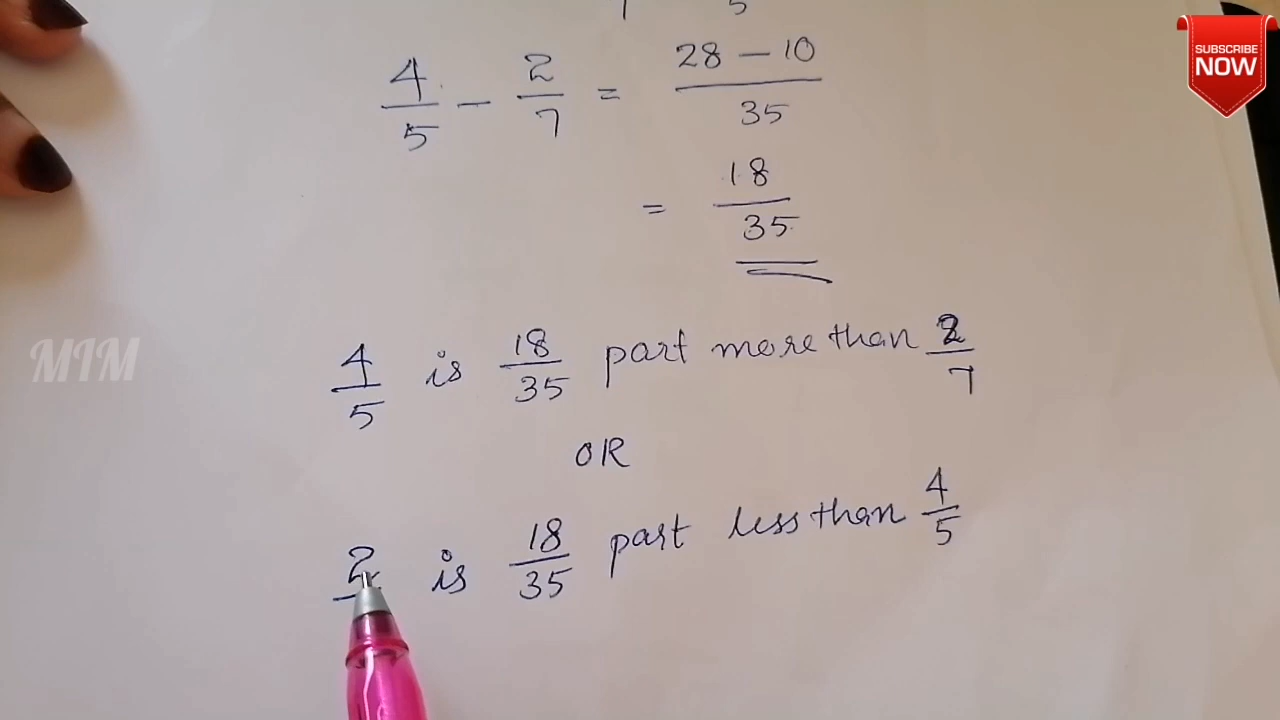 7 5
4/5 - 2/7 = 28 - 10/35
= 18/35
4/5 is 18/35 part more than 2/7
OR
2 is 18/35 part less than 4/5
SUBSCRIBE
NOW
MIM